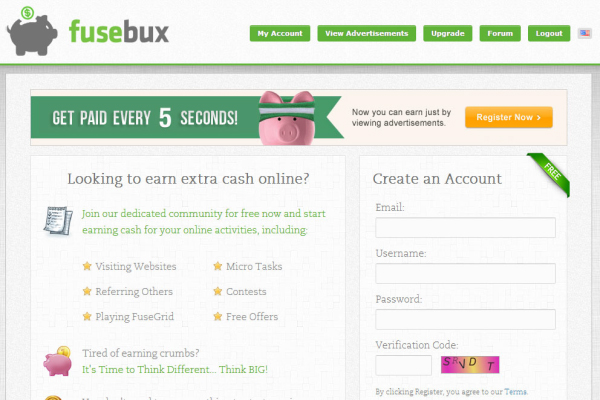 fusebux
My Account
View Advertisements
Upgrade
Forum
Logout
GET PAID EVERY 5 SECONDS!
Now you can earn just by
viewing advertisements.
Register Now >
Looking to earn extra cash online?
Join our dedicated community for free now and start
earning cash for your online activities, including:
Visiting Websites
Micro Tasks
Referring Others
Contests
Playing FuseGrid
Free Offers
Tired of earning crumbs?
It's Time to Think Different... Think BIG!
Create an Account
FREE
Email:
Username:
Password:
Verification Code:
By clicking Register, you agree to our Terms.